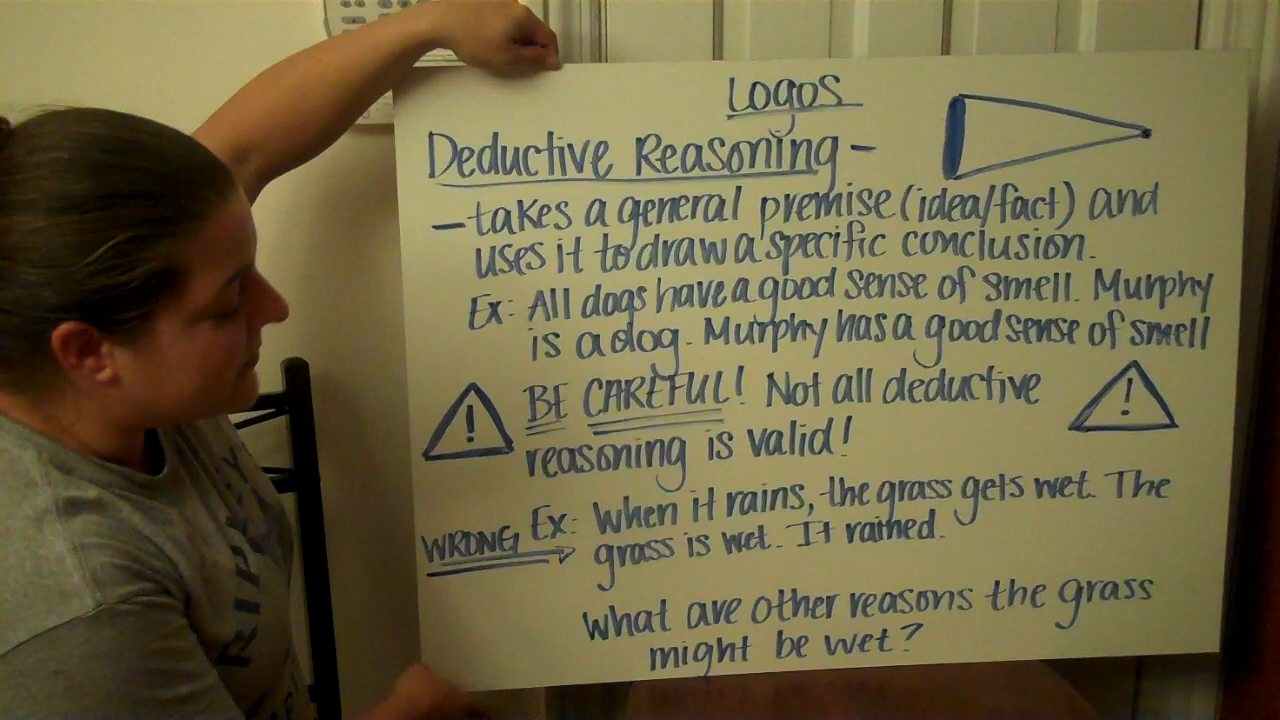 Logos
Deductive Reasoning -
- takes a general premise (idea/fact) and
uses it to draw a specific conclusion.
Ex: All dogs have a good sense of smell. Murphy
is a dog. Murphy has a good sense of smell
! BE CAREFUL! Not all deductive !
reasoning is valid!
WRONG Ex: When it rains, the grass gets wet. The
grass is wet. It rained.
What are other reasons the grass
might be wet?